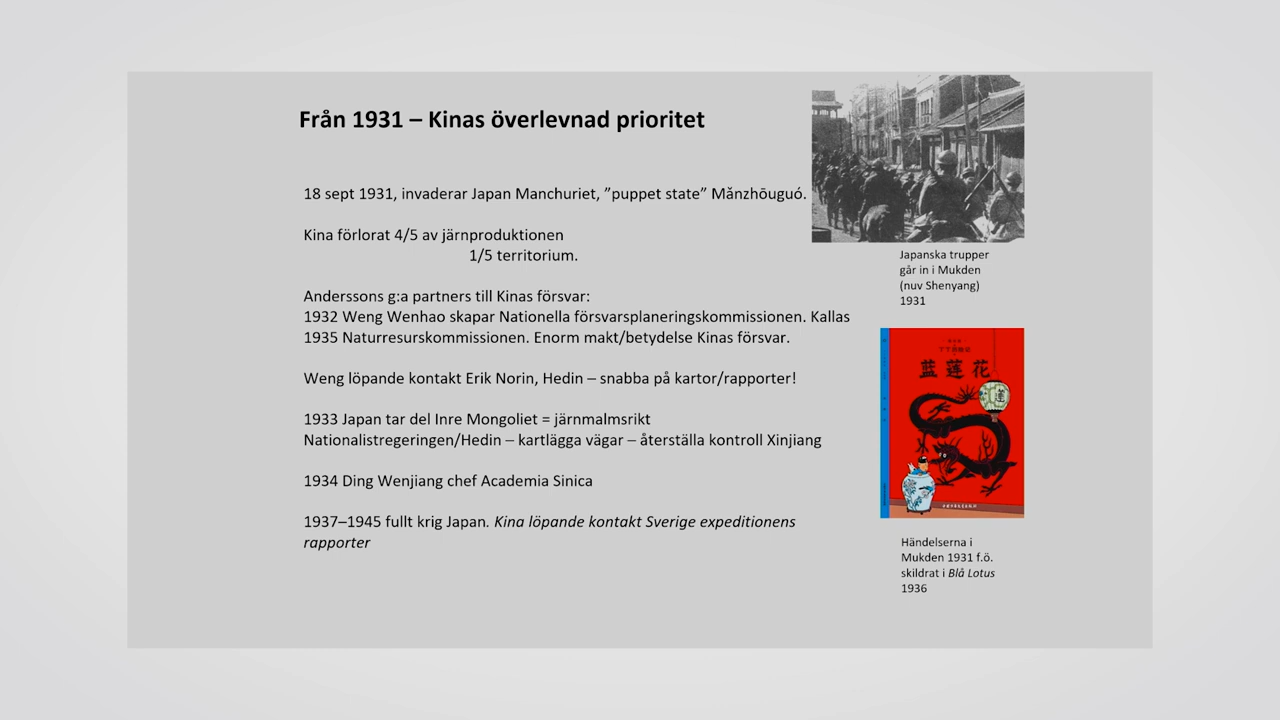 Från 1931 – Kinas överlevnad prioritet
18 sept 1931, invaderar Japan Manchuriet, ”puppet state” Mǎnzhōuguó.
Kina förlorat 4/5 av järnproduktionen
1/5 territorium.
Anderssons g:a partners till Kinas försvar:
1932 Weng Wenhao skapar Nationella försvarsplaneringskommissionen. Kallas
1935 Naturresurskommissionen. Enorm makt/betydelse Kinas försvar.
Weng löpande kontakt Erik Norin, Hedin – snabba på kartor/rapporter!
1933 Japan tar del Inre Mongoliet = järnmalmsrikt
Nationalistregeringen/Hedin – kartlägga vägar – återställa kontroll Xinjiang
1934 Ding Wenjiang chef Academia Sinica
1937–1945 fullt krig Japan. Kina löpande kontakt Sverige expeditionens
rapporter
Japanska trupper
går in i Mukden
(nuv Shenyang)
1931
蓝莲花
莲
Händelserna i
Mukden 1931 f.ö.
skildrat i Blå Lotus
1936